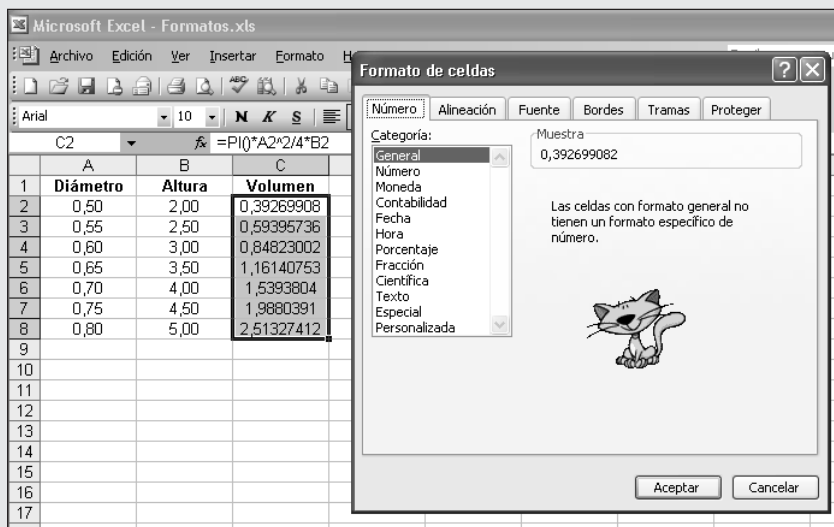 Microsoft Excel - Formatos.xls
Archivo Edición Ver Insertar Formato
Arial 10 N K S
C2 fx =PI()*A2^2/4*B2
A B C
1 Diámetro Altura Volumen
2 0,50 2,00 0,39269908
3 0,55 2,50 0,59395736
4 0,60 3,00 0,84823002
5 0,65 3,50 1,16140753
6 0,70 4,00 1,5393804
7 0,75 4,50 1,9880391
8 0,80 5,00 2,51327412
9
10
11
12
13
14
15
16
17
Formato de celdas
Número Alineación Fuente Bordes Tramas Proteger
Categoría:
General
Número
Moneda
Contabilidad
Fecha
Hora
Porcentaje
Fracción
Científica
Texto
Especial
Personalizada
Muestra
0,392699082
Las celdas con formato general no
tienen un formato específico de
número.
Aceptar Cancelar